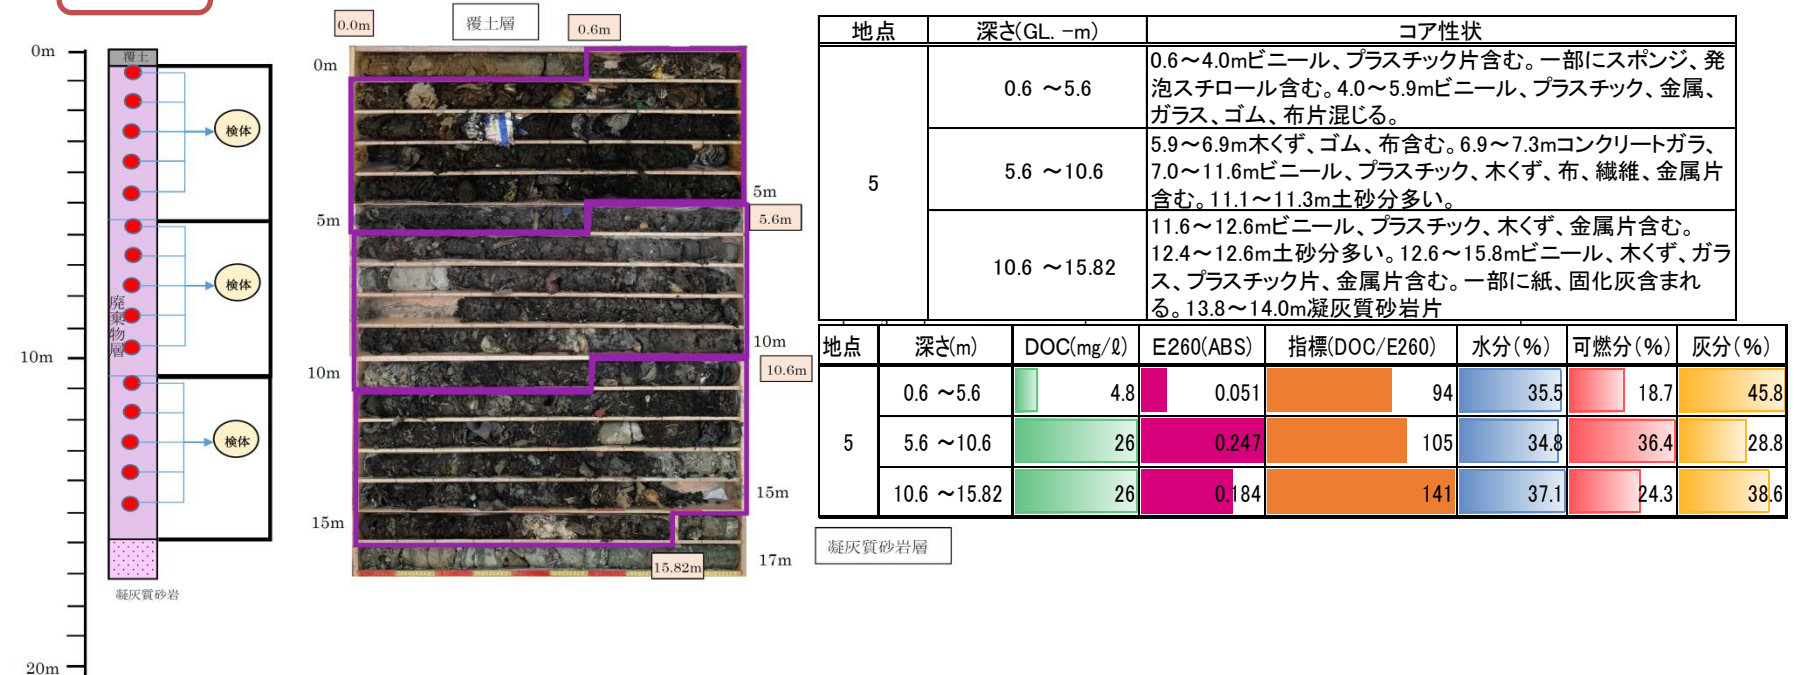 0m
10m
20m
覆土
廃棄物層
凝灰質砂岩
検体
検体
検体
0.0m
覆土層
0.6m
0m
5m
5m
5.6m
10m
10m
10.6m
15m
15m
15.82m
17m
地点 深さ(GL. -m) コア性状
5
0.6 ～5.6
0.6～4.0mビニール、プラスチック片含む。一部にスポンジ、発
泡スチロール含む。4.0～5.9mビニール、プラスチック、金属、
ガラス、ゴム、布片混じる。
5.6 ～10.6
5.9～6.9m木くず、ゴム、布含む。6.9～7.3mコンクリートガラ、
7.0～11.6mビニール、プラスチック、木くず、布、繊維、金属片
含む。11.1～11.3m土砂分多い。
10.6 ～15.82
11.6～12.6mビニール、プラスチック、木くず、金属片含む。
12.4～12.6m土砂分多い。12.6～15.8mビニール、木くず、ガラ
ス、プラスチック片、金属片含む。一部に紙、固化灰含まれ
る。13.8～14.0m凝灰質砂岩片
地点 深さ(m) DOC(mg/ℓ) E260(ABS) 指標(DOC/E260) 水分(%) 可燃分(%) 灰分(%)
5
0.6 ～5.6 4.8 0.051 94 35.5 18.7 45.8
5.6 ～10.6 26 0.247 105 34.8 36.4 28.8
10.6 ～15.82 26 0.184 141 37.1 24.3 38.6
凝灰質砂岩層